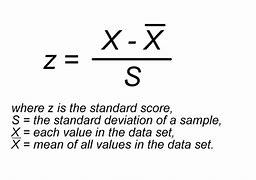 z = (X - X̅) / S
where z is the standard score,
S = the standard deviation of a sample,
X = each value in the data set,
X̅ = mean of all values in the data set.